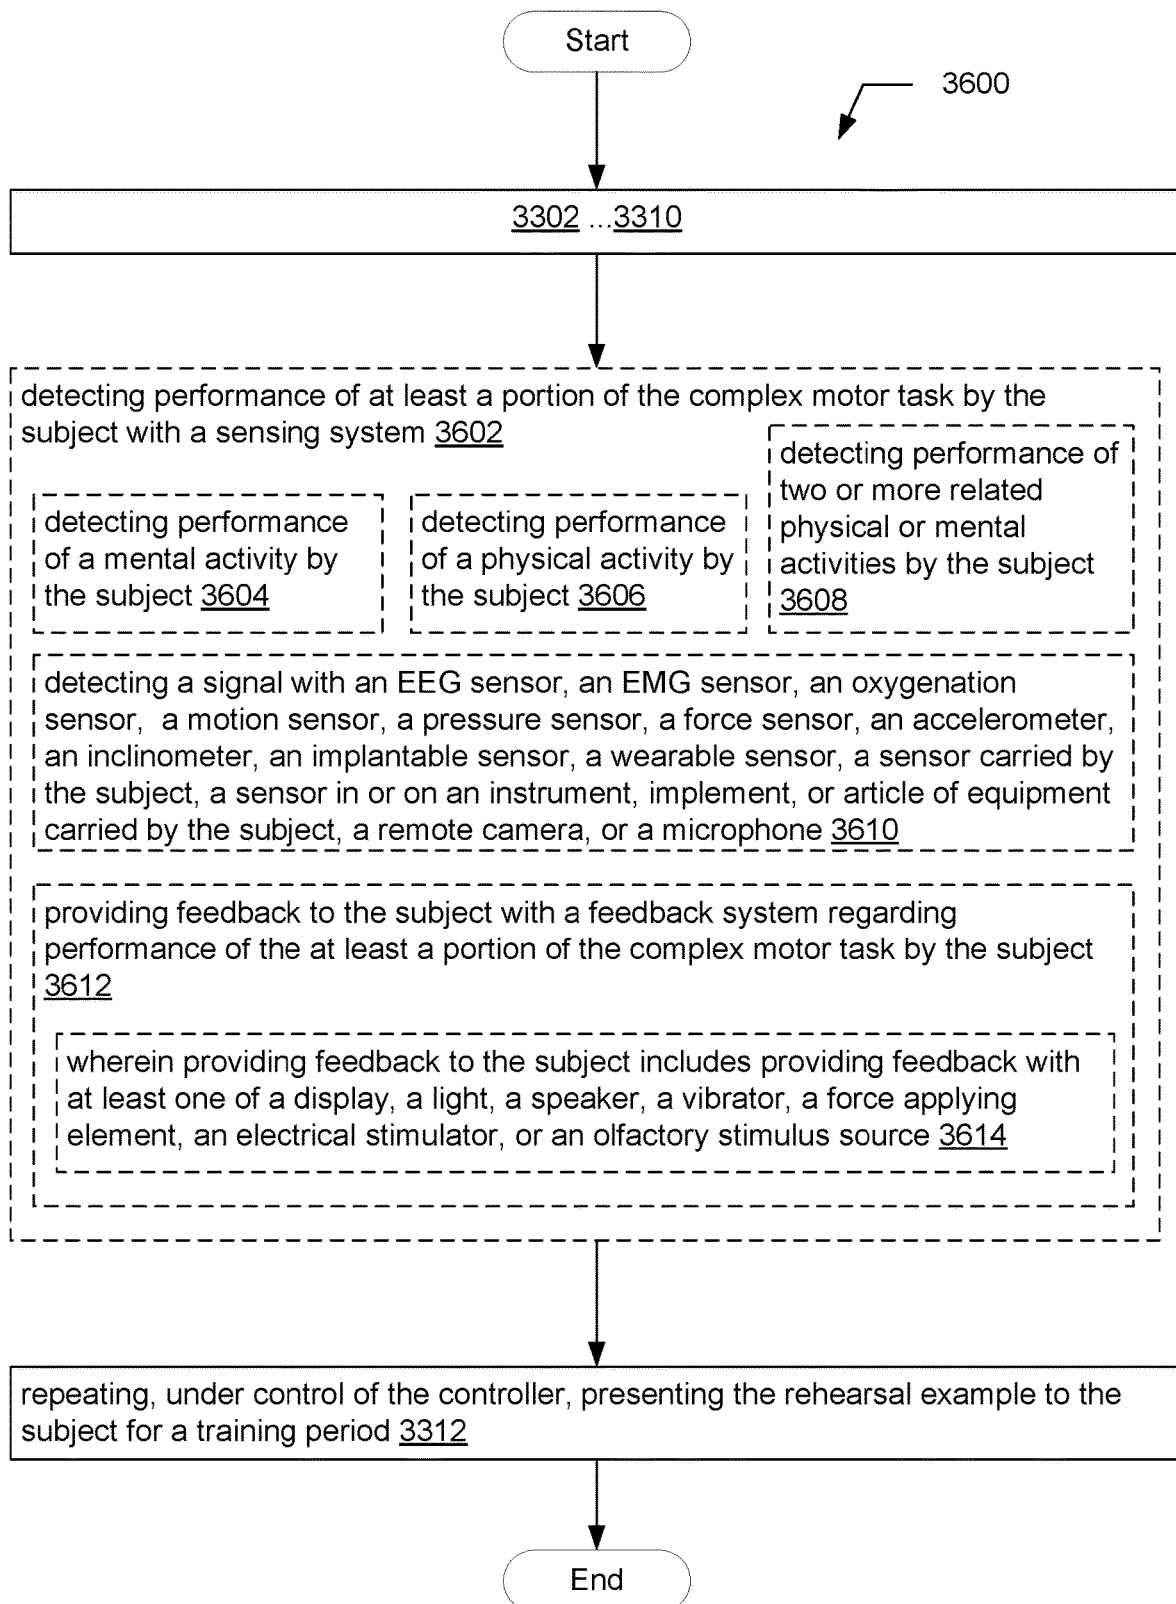 Start
3600
3302 ...3310
detecting performance of at least a portion of the complex motor task by the
subject with a sensing system 3602
detecting performance
of a mental activity by
the subject 3604
detecting performance
of a physical activity by
the subject 3606
detecting performance of
two or more related
physical or mental
activities by the subject
3608
detecting a signal with an EEG sensor, an EMG sensor, an oxygenation
sensor, a motion sensor, a pressure sensor, a force sensor, an accelerometer,
an inclinometer, an implantable sensor, a wearable sensor, a sensor carried by
the subject, a sensor in or on an instrument, implement, or article of equipment
carried by the subject, a remote camera, or a microphone 3610
providing feedback to the subject with a feedback system regarding
performance of the at least a portion of the complex motor task by the subject
3612
wherein providing feedback to the subject includes providing feedback with
at least one of a display, a light, a speaker, a vibrator, a force applying
element, an electrical stimulator, or an olfactory stimulus source 3614
repeating, under control of the controller, presenting the rehearsal example to the
subject for a training period 3312
End